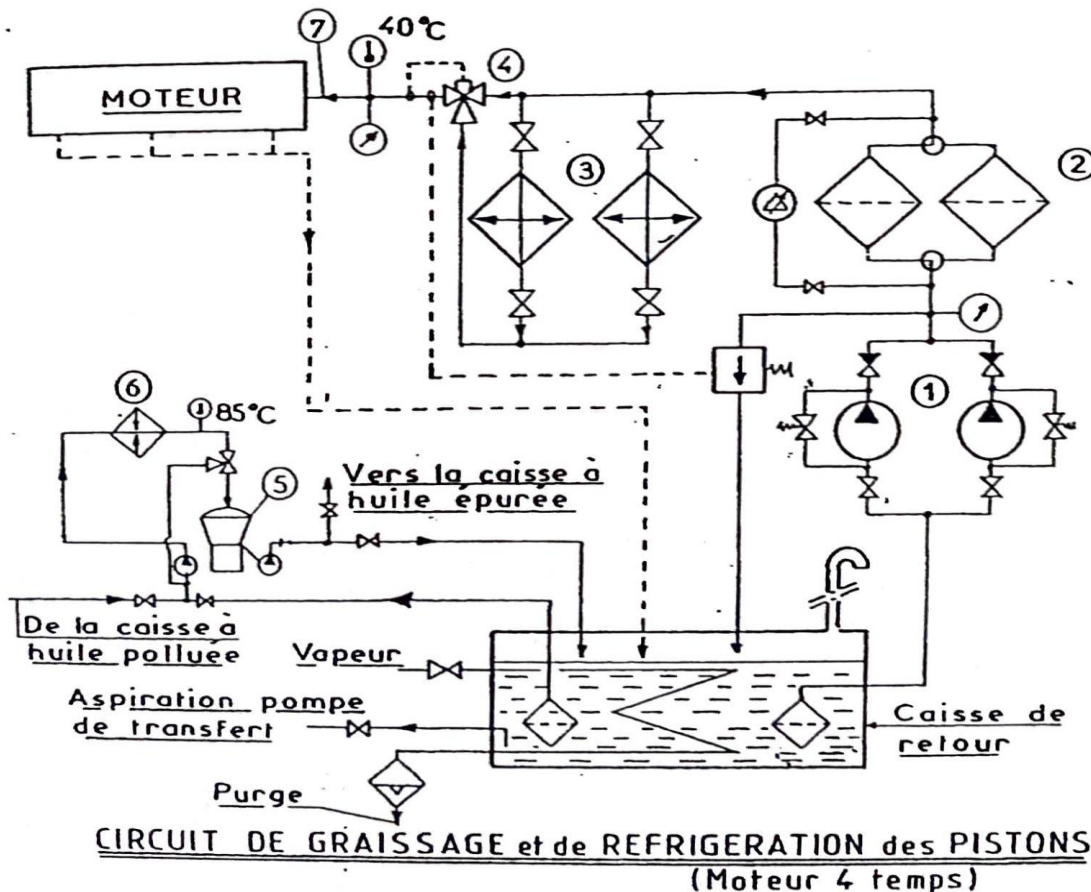 7
40°C
4
MOTEUR
3
2
1
6
85°C
5
Vers la caisse à
huile épurée
De la caisse à
huile polluée
Vapeur
Aspiration pompe
de transfert
Caisse de
retour
Purge
CIRCUIT DE GRAISSAGE et de REFRIGERATION des PISTONS
(Moteur 4 temps)